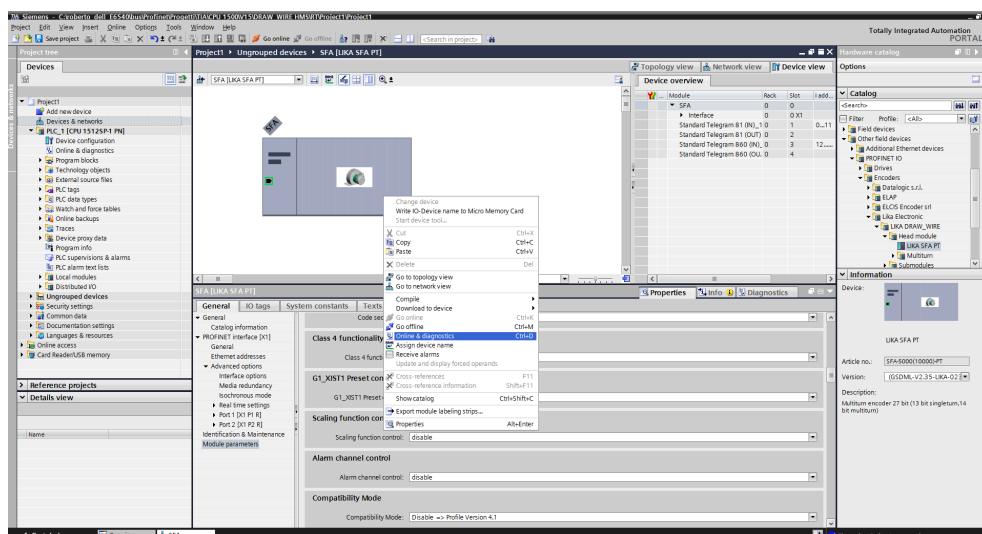 Siemens - C:\roberto_dell_E6540\bus\Profinet\Progetti\TIA\CPU 1500\V15\DRAW_WIRE HMS\RT\Project1\Project1
Project Edit View Insert Online Options Tools Window Help
Save project
Go online
Go offline
<Search in project>
Totally Integrated Automation
PORTAL
Project tree
Devices
Devices & networks
Project1
Add new device
Devices & networks
PLC_1 [CPU 1512SP-1 PN]
Device configuration
Online & diagnostics
Program blocks
Technology objects
External source files
PLC tags
PLC data types
Watch and force tables
Online backups
Traces
Device proxy data
Program info
PLC supervisions & alarms
PLC alarm text lists
Local modules
Distributed I/O
Ungrouped devices
Security settings
Common data
Documentation settings
Languages & resources
Online access
Card Reader/USB memory
Reference projects
Details view
Name
Project1 Ungrouped devices SFA [LIKA SFA PT]
Topology view
Network view
Device view
SFA [LIKA SFA PT]
SFA
Device overview
Module Rack Slot I add...
SFA 0 0
Interface 0 0 X1
Standard Telegram 81 (IN)_1 0 1 0...11
Standard Telegram 81 (OUT) 0 2
Standard Telegram 860 (IN)_ 0 3 12......
Standard Telegram 860 (OU. 0 4
Change device
Write IO-Device name to Micro Memory Card
Start device tool...
Cut Ctrl+X
Copy Ctrl+C
Paste Ctrl+V
Delete Del
Go to topology view
Go to network view
Compile
Download to device
Go online Ctrl+K
Go offline Ctrl+M
Online & diagnostics Ctrl+D
Assign device name
Receive alarms
Update and display forced operands
Cross-references F11
Cross-reference information Shift+F11
Show catalog Ctrl+Shift+C
Export module labeling strips...
Properties Alt+Enter
SFA [LIKA SFA PT]
Properties
Info
Diagnostics
General
IO tags
System constants
Texts
General
Catalog information
PROFINET interface [X1]
General
Ethernet addresses
Advanced options
Interface options
Media redundancy
Isochronous mode
Real time settings
Port 1 [X1 P1 R]
Port 2 [X1 P2 R]
Identification & Maintenance
Module parameters
Code sec
Class 4 functionality
Class 4 functi
G1_XIST1 Preset con
G1_XIST1 Preset
Scaling function con
Scaling function control: disable
Alarm channel control
Alarm channel control: disable
Compatibility Mode
Compatibility Mode: Disable => Profile Version 4.1
Hardware catalog
Options
Catalog
<Search>
Filter Profile: <All>
Field devices
Other field devices
Additional Ethernet devices
PROFINET IO
Drives
Encoders
Datalogic s.r.l.
ELAP
ELCIS Encoder srl
Lika Electronic
LIKA DRAW_WIRE
Head module
LIKA SFA PT
Multiturn
Submodules
Information
Device:
LIKA SFA PT
Article no.: SFA-5000(10000)-PT
Version: (GSDML-V2.35-LIKA-02
Description:
Multiturn encoder 27 bit (13 bit singleturn,14
bit multiturn)